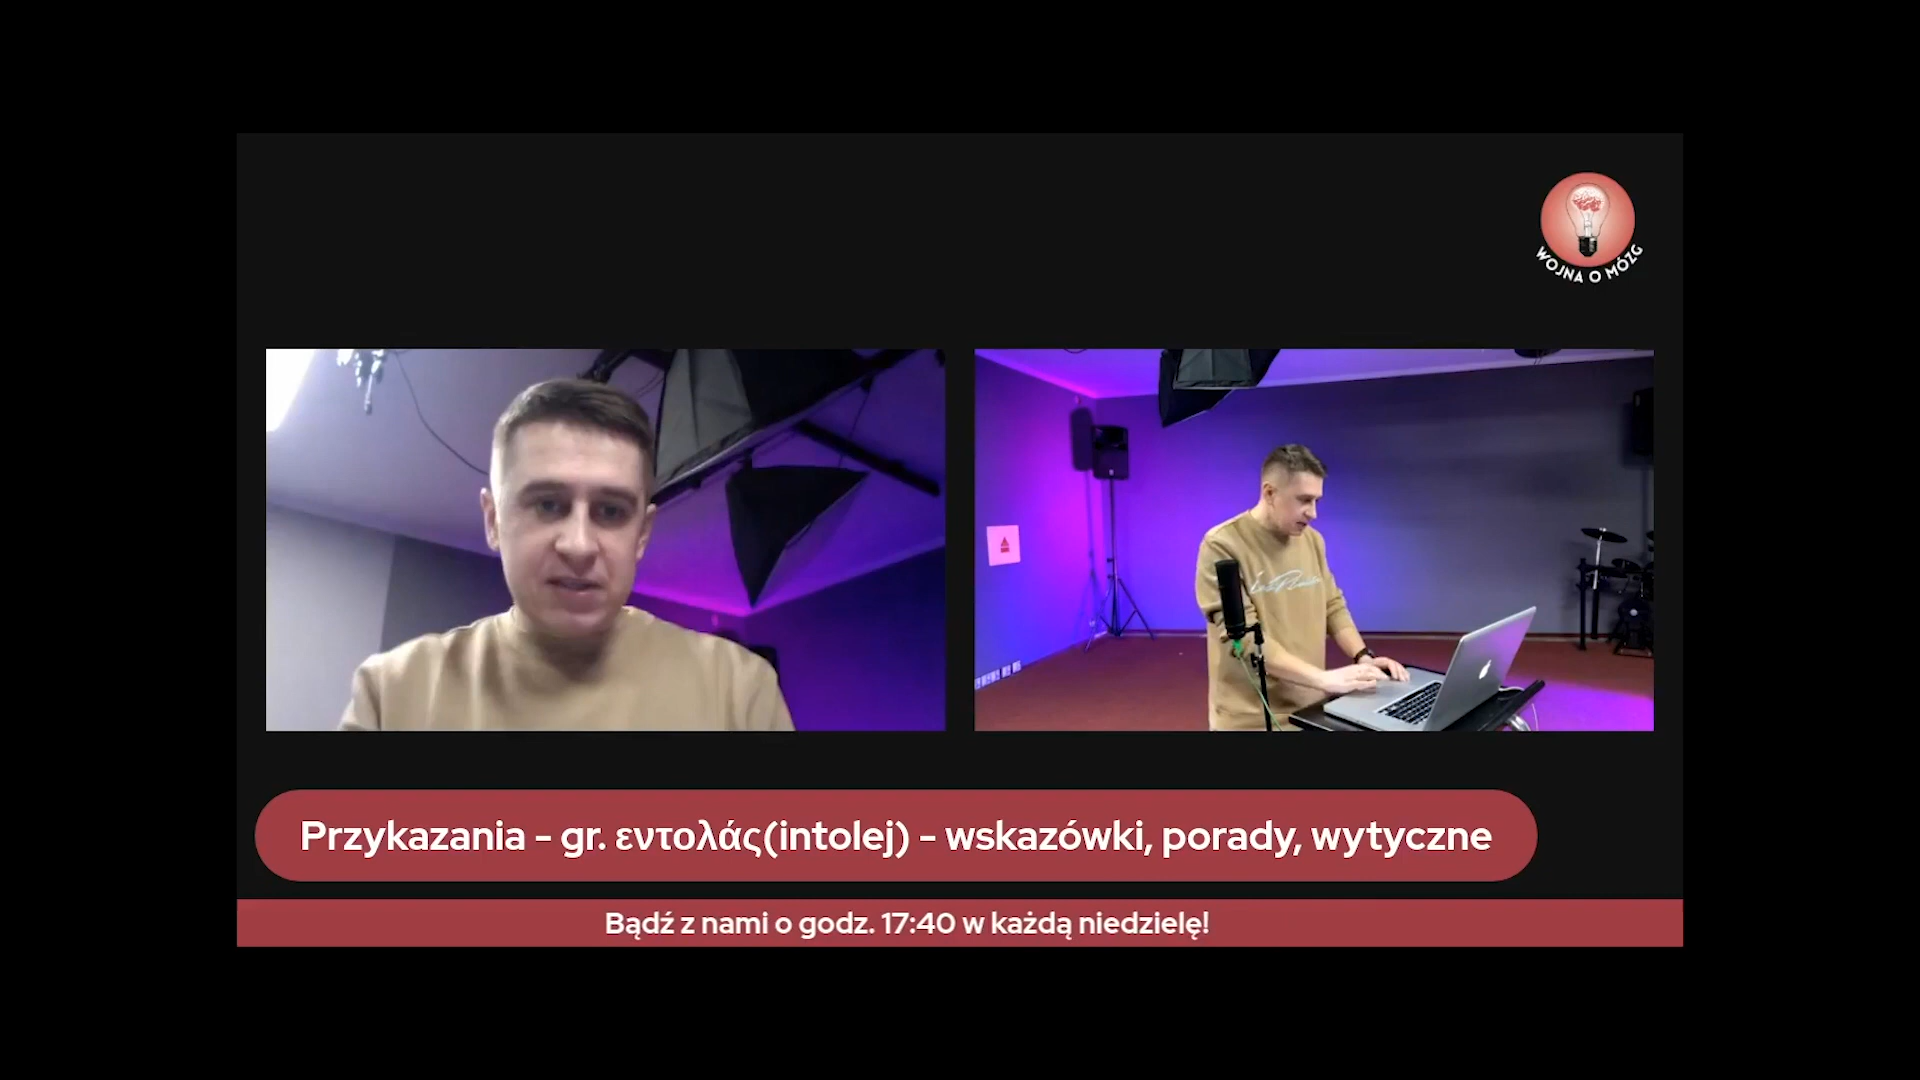 WOJNA O MÓZG
Przykazania - gr. εντολάς(intolej) - wskazówki, porady, wytyczne
Bądź z nami o godz. 17:40 w każdą niedzielę!